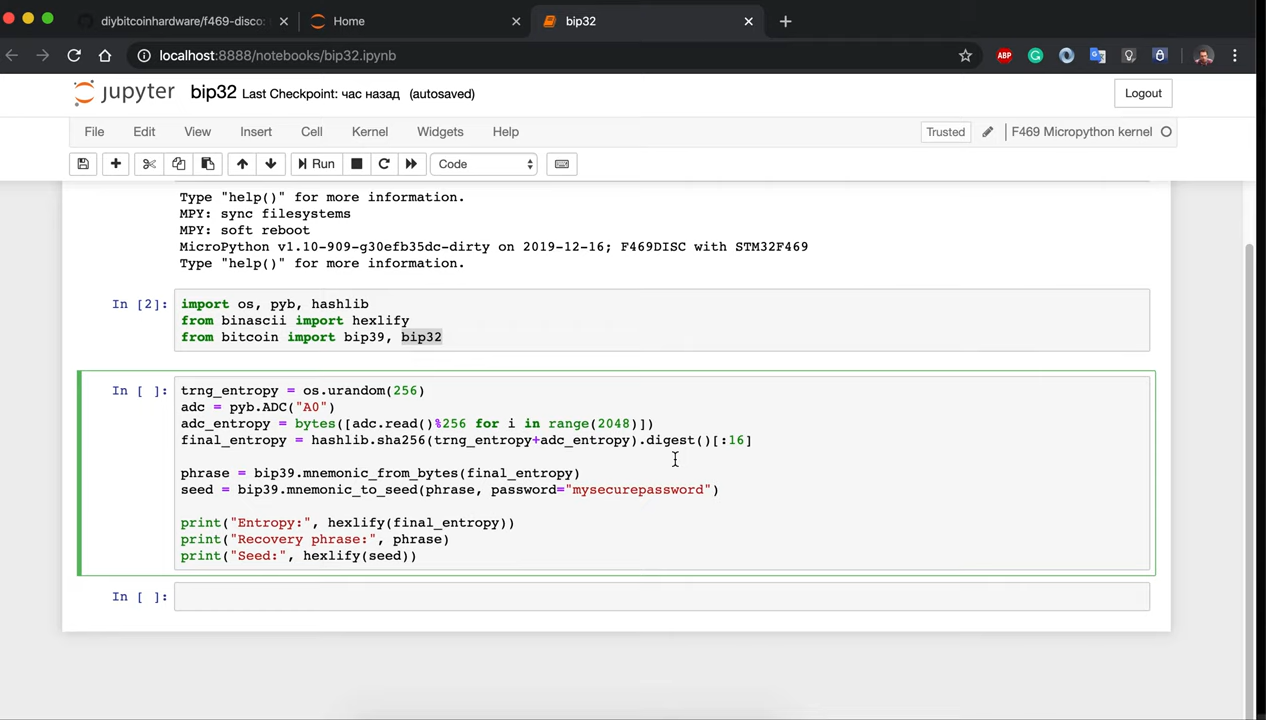 diybitcoinhardware/f469-disco:
Home
bip32
localhost:8888/notebooks/bip32.ipynb
ABP
jupyter bip32 Last Checkpoint: час назад (autosaved)
Logout
File Edit View Insert Cell Kernel Widgets Help
Trusted
F469 Micropython kernel
Run
Code
Type "help()" for more information.
MPY: sync filesystems
MPY: soft reboot
MicroPython v1.10-909-g30efb35dc-dirty on 2019-12-16; F469DISC with STM32F469
Type "help()" for more information.
In [2]:
import os, pyb, hashlib
from binascii import hexlify
from bitcoin import bip39, bip32
In [ ]:
trng_entropy = os.urandom(256)
adc = pyb.ADC("A0")
adc_entropy = bytes([adc.read()%256 for i in range(2048)])
final_entropy = hashlib.sha256(trng_entropy+adc_entropy).digest()[:16]
phrase = bip39.mnemonic_from_bytes(final_entropy)
seed = bip39.mnemonic_to_seed(phrase, password="mysecurepassword")
print("Entropy:", hexlify(final_entropy))
print("Recovery phrase:", phrase)
print("Seed:", hexlify(seed))
In [ ]: